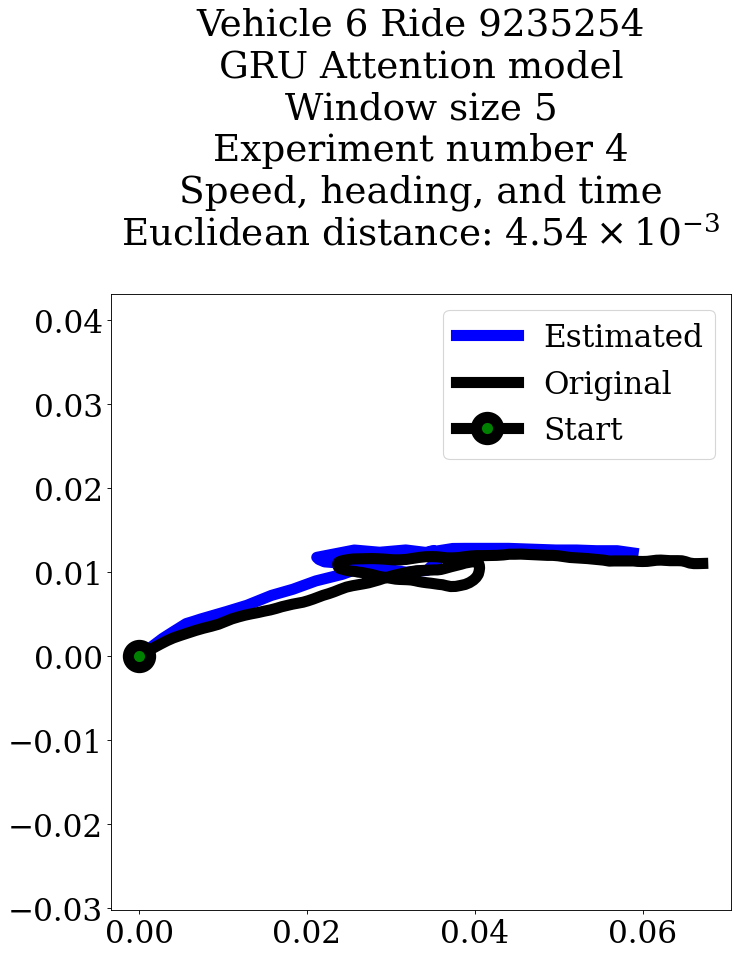 Vehicle 6 Ride 9235254
GRU Attention model
Window size 5
Experiment number 4
Speed, heading, and time
Euclidean distance: 4.54 × 10⁻³
Estimated
Original
Start
0.04
0.03
0.02
0.01
0.00
−0.01
−0.02
−0.03
0.00 0.02 0.04 0.06